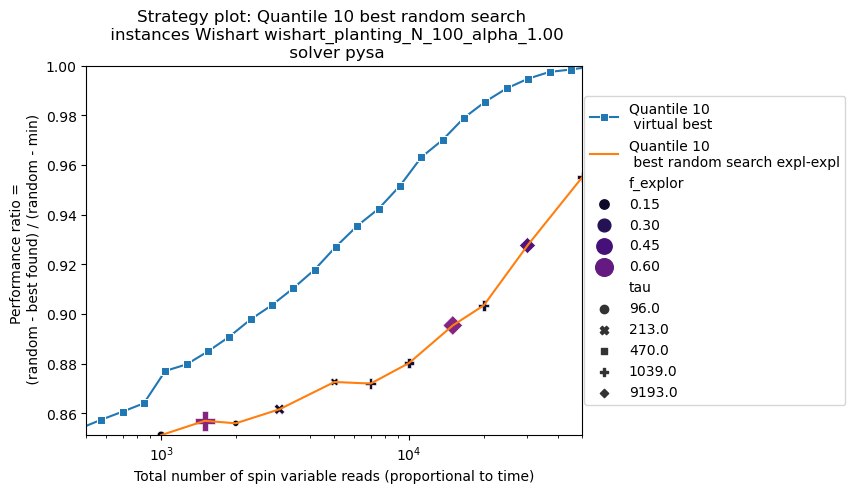 Strategy plot: Quantile 10 best random search
instances Wishart wishart_planting_N_100_alpha_1.00
solver pysa
Performance ratio =
(random - best found) / (random - min)
1.00
0.98
0.96
0.94
0.92
0.90
0.88
0.86
10^3
10^4
Total number of spin variable reads (proportional to time)
Quantile 10
virtual best
Quantile 10
best random search expl-expl
f_explor
0.15
0.30
0.45
0.60
tau
96.0
213.0
470.0
1039.0
9193.0